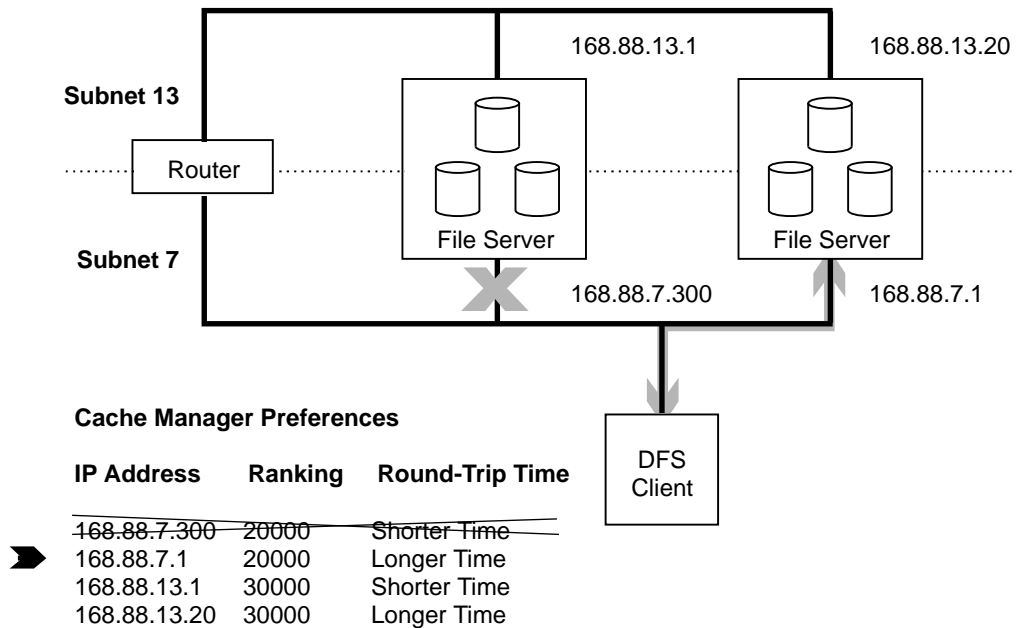 168.88.13.1
168.88.13.20
Subnet 13
Router
File Server
File Server
Subnet 7
168.88.7.300
168.88.7.1
Cache Manager Preferences
IP Address Ranking Round-Trip Time
168.88.7.300 20000 Shorter Time
168.88.7.1 20000 Longer Time
168.88.13.1 30000 Shorter Time
168.88.13.20 30000 Longer Time
DFS
Client